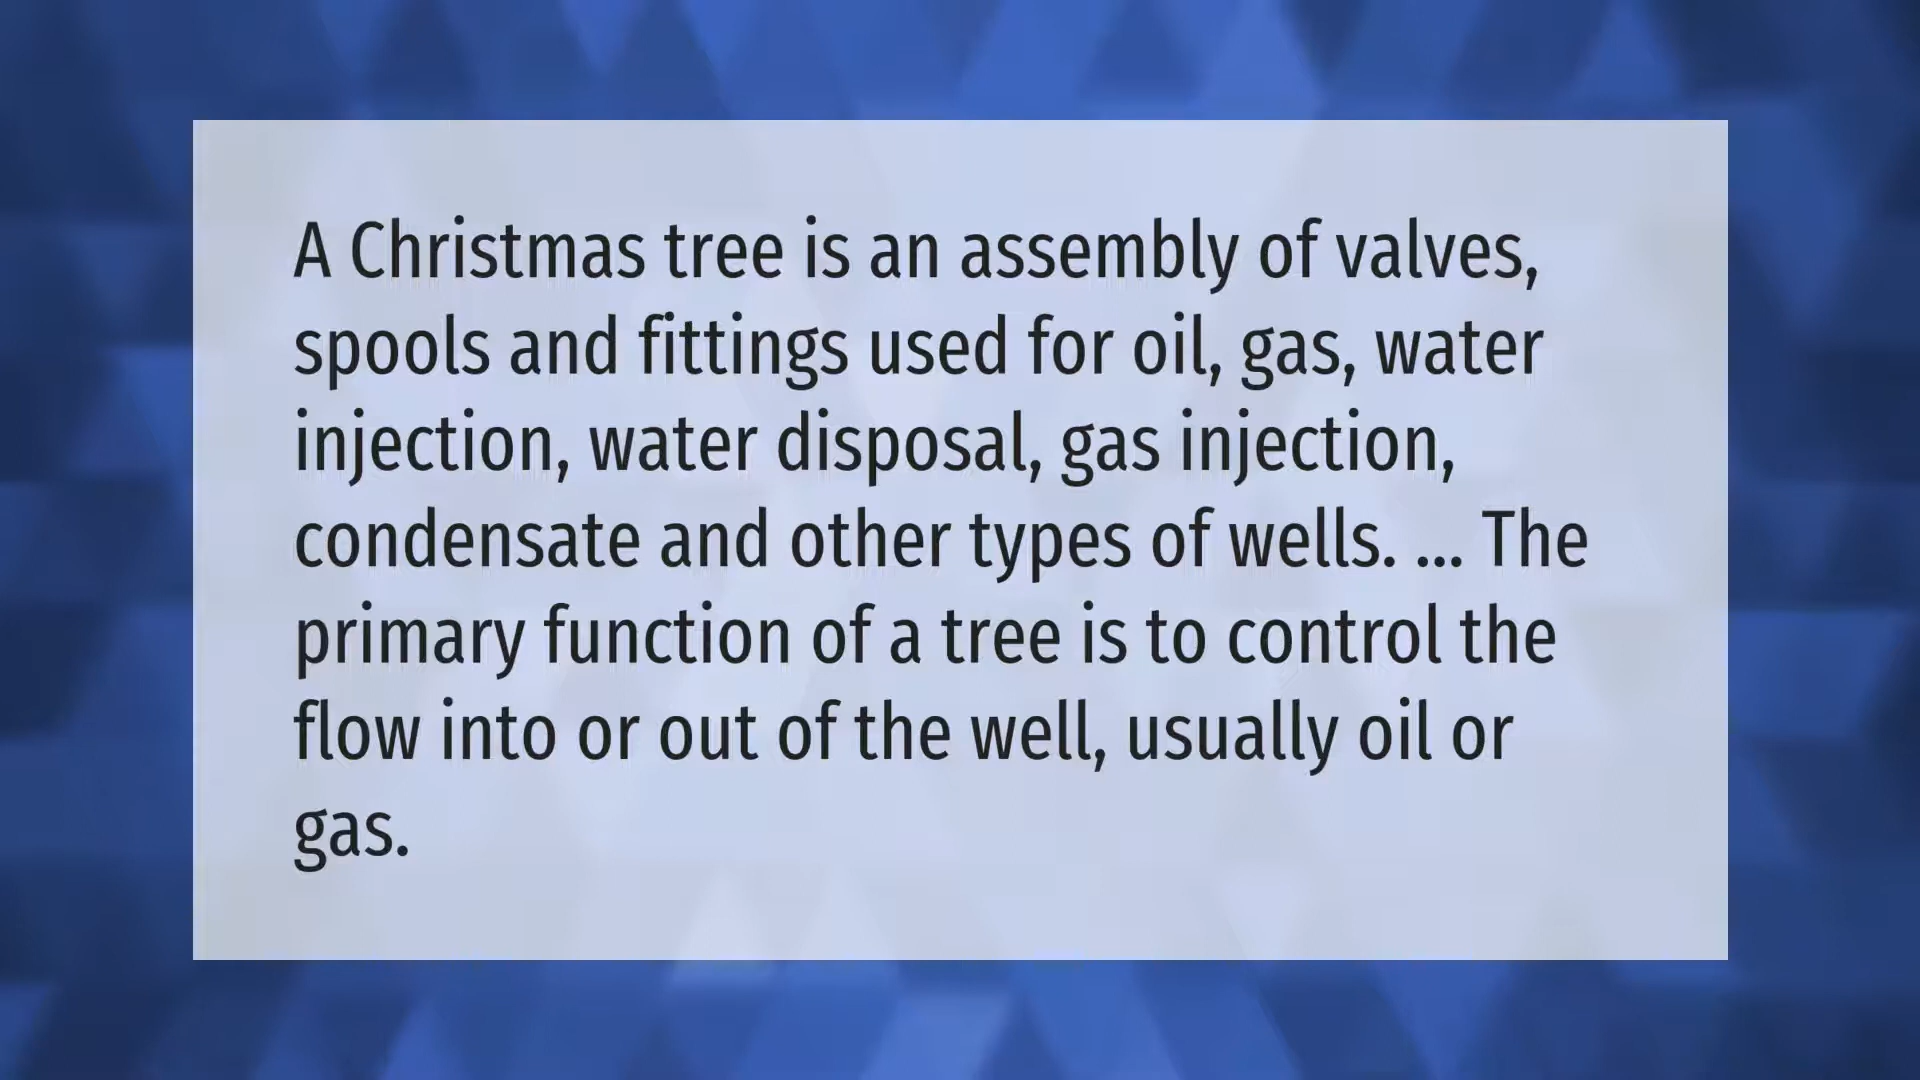 A Christmas tree is an assembly of valves,
spools and fittings used for oil, gas, water
injection, water disposal, gas injection,
condensate and other types of wells. ... The
primary function of a tree is to control the
flow into or out of the well, usually oil or
gas.